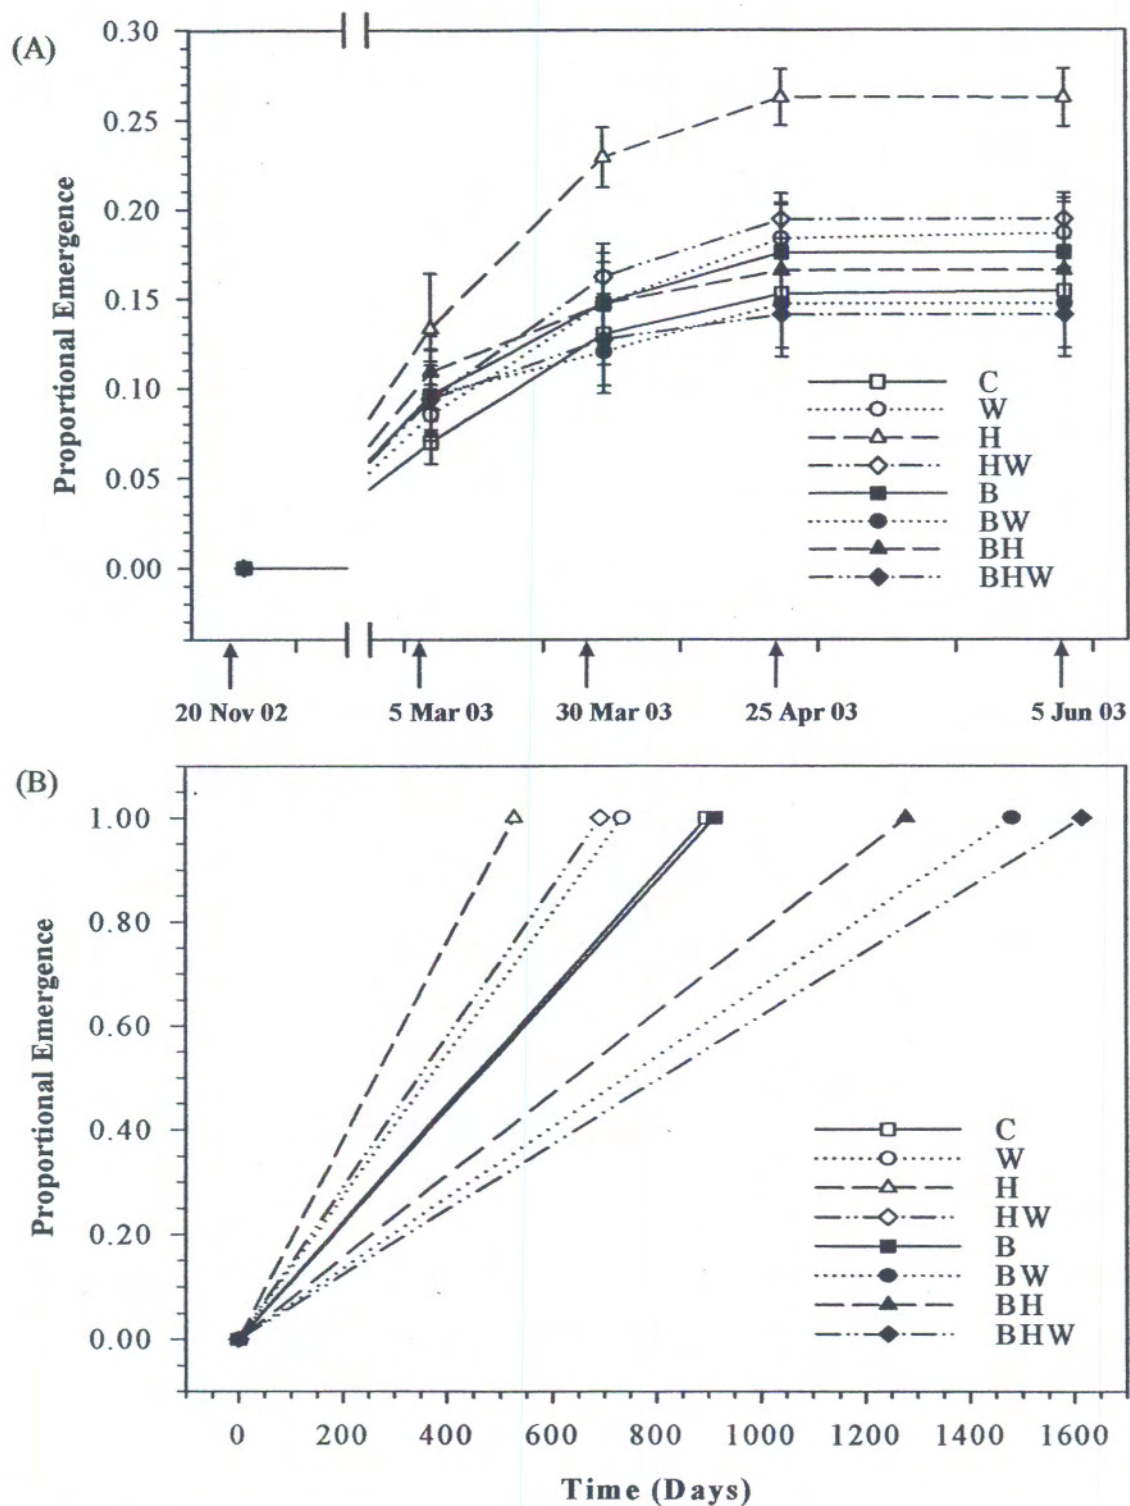 (A)
0.30
0.25
0.20
0.15
0.10
0.05
0.00
Proportional Emergence
C
W
H
HW
B
BW
BH
BHW
20 Nov 02
5 Mar 03
30 Mar 03
25 Apr 03
5 Jun 03
(B)
1.00
0.80
0.60
0.40
0.20
0.00
Proportional Emergence
C
W
H
HW
B
BW
BH
BHW
0 200 400 600 800 1000 1200 1400 1600
Time (Days)